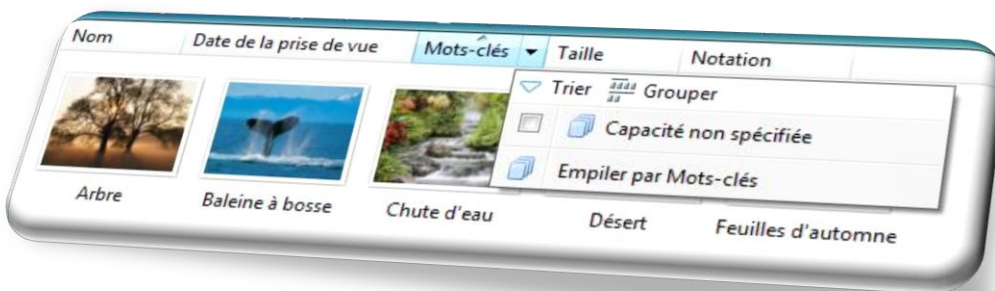 Nom Date de la prise de vue Mots-clés Taille Notation
Trier Grouper
Capacité non spécifiée
Empiler par Mots-clés
Arbre Baleine à bosse Chute d'eau Désert Feuilles d'automne